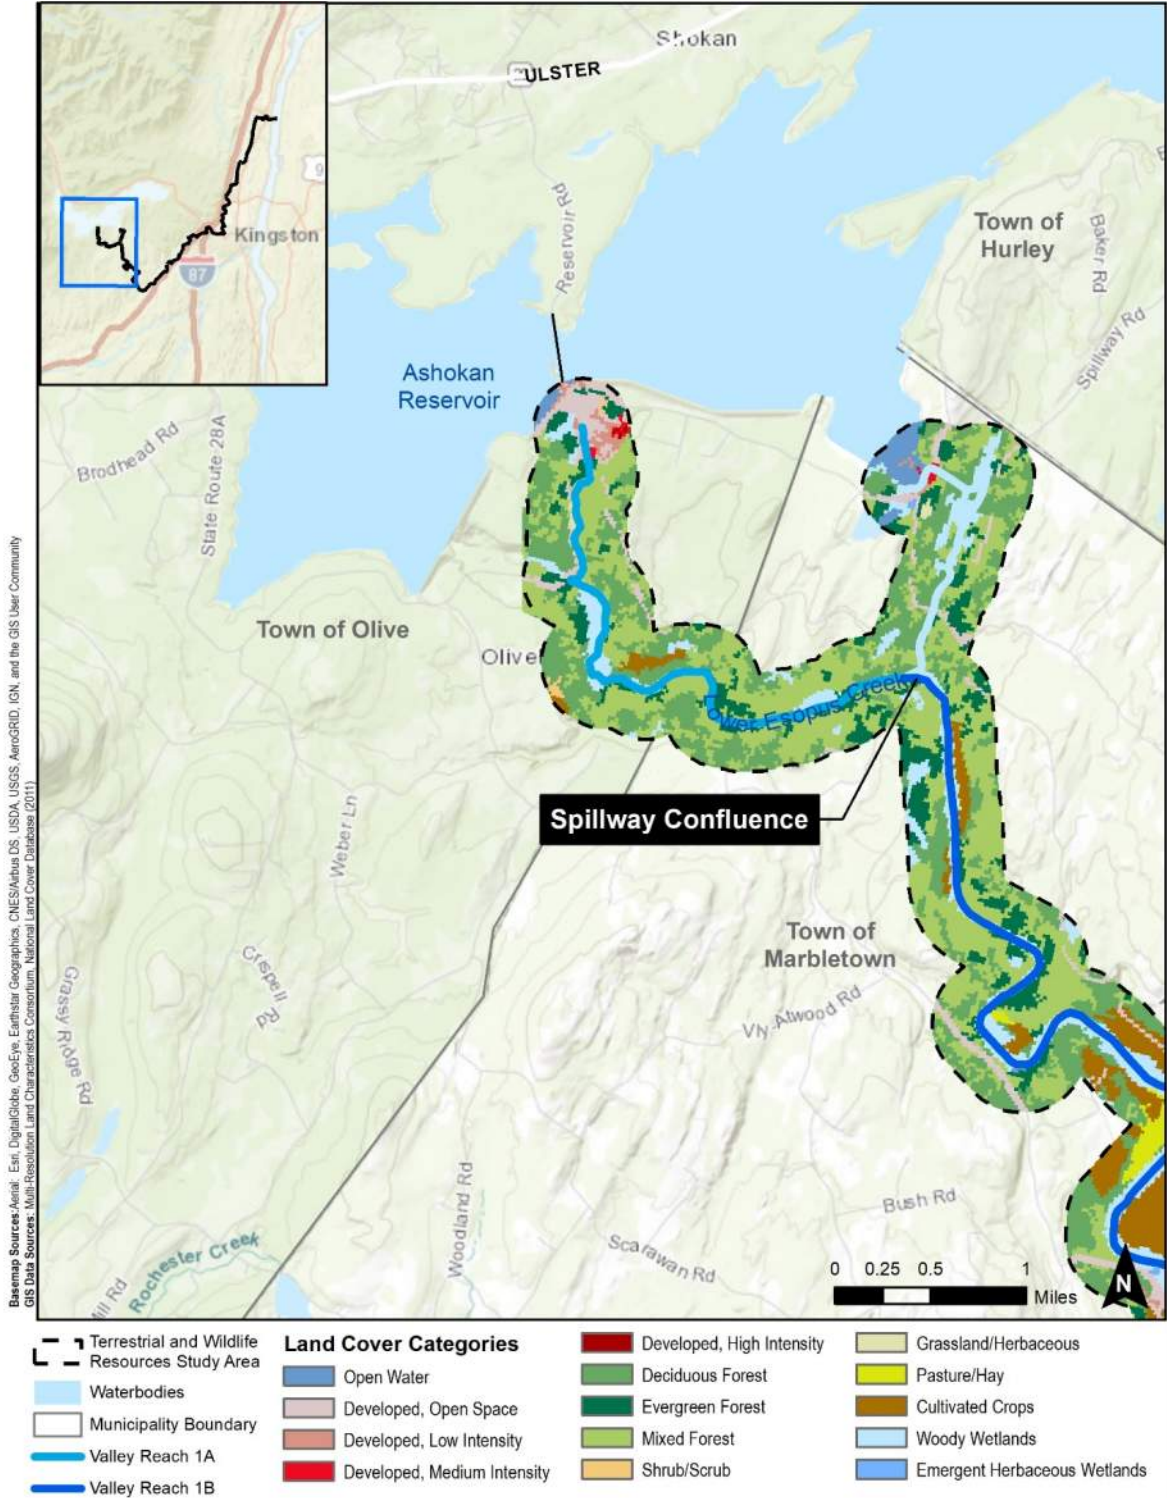 Shokan
ULSTER
Reservoir Rd
Town of
Hurley
Baker Rd
Spillway Rd
9
Kingston
87
Ashokan
Reservoir
Brodhead Rd
State Route 28A
Town of Olive
Olive
Lower Esopus Creek
Spillway Confluence
Weber Ln
Town of
Marbletown
Crispell
Rd
Vly-Atwood Rd
Grassy Ridge Rd
Woodland Rd
Bush Rd
Scarawan Rd
Rochester Creek
Mill Rd
0 0.25 0.5 1
Miles
N
Basemap Sources: Aerial: Esri, DigitalGlobe, GeoEye, Earthstar Geographics, CNES/Airbus DS, USDA, USGS, AeroGRID, IGN, and the GIS User Community
GIS Data Sources: Multi-Resolution Land Characteristics Consortium, National Land Cover Database (2011)
Terrestrial and Wildlife
Resources Study Area
Waterbodies
Municipality Boundary
Valley Reach 1A
Valley Reach 1B
Land Cover Categories
Open Water
Developed, Open Space
Developed, Low Intensity
Developed, Medium Intensity
Developed, High Intensity
Deciduous Forest
Evergreen Forest
Mixed Forest
Shrub/Scrub
Grassland/Herbaceous
Pasture/Hay
Cultivated Crops
Woody Wetlands
Emergent Herbaceous Wetlands